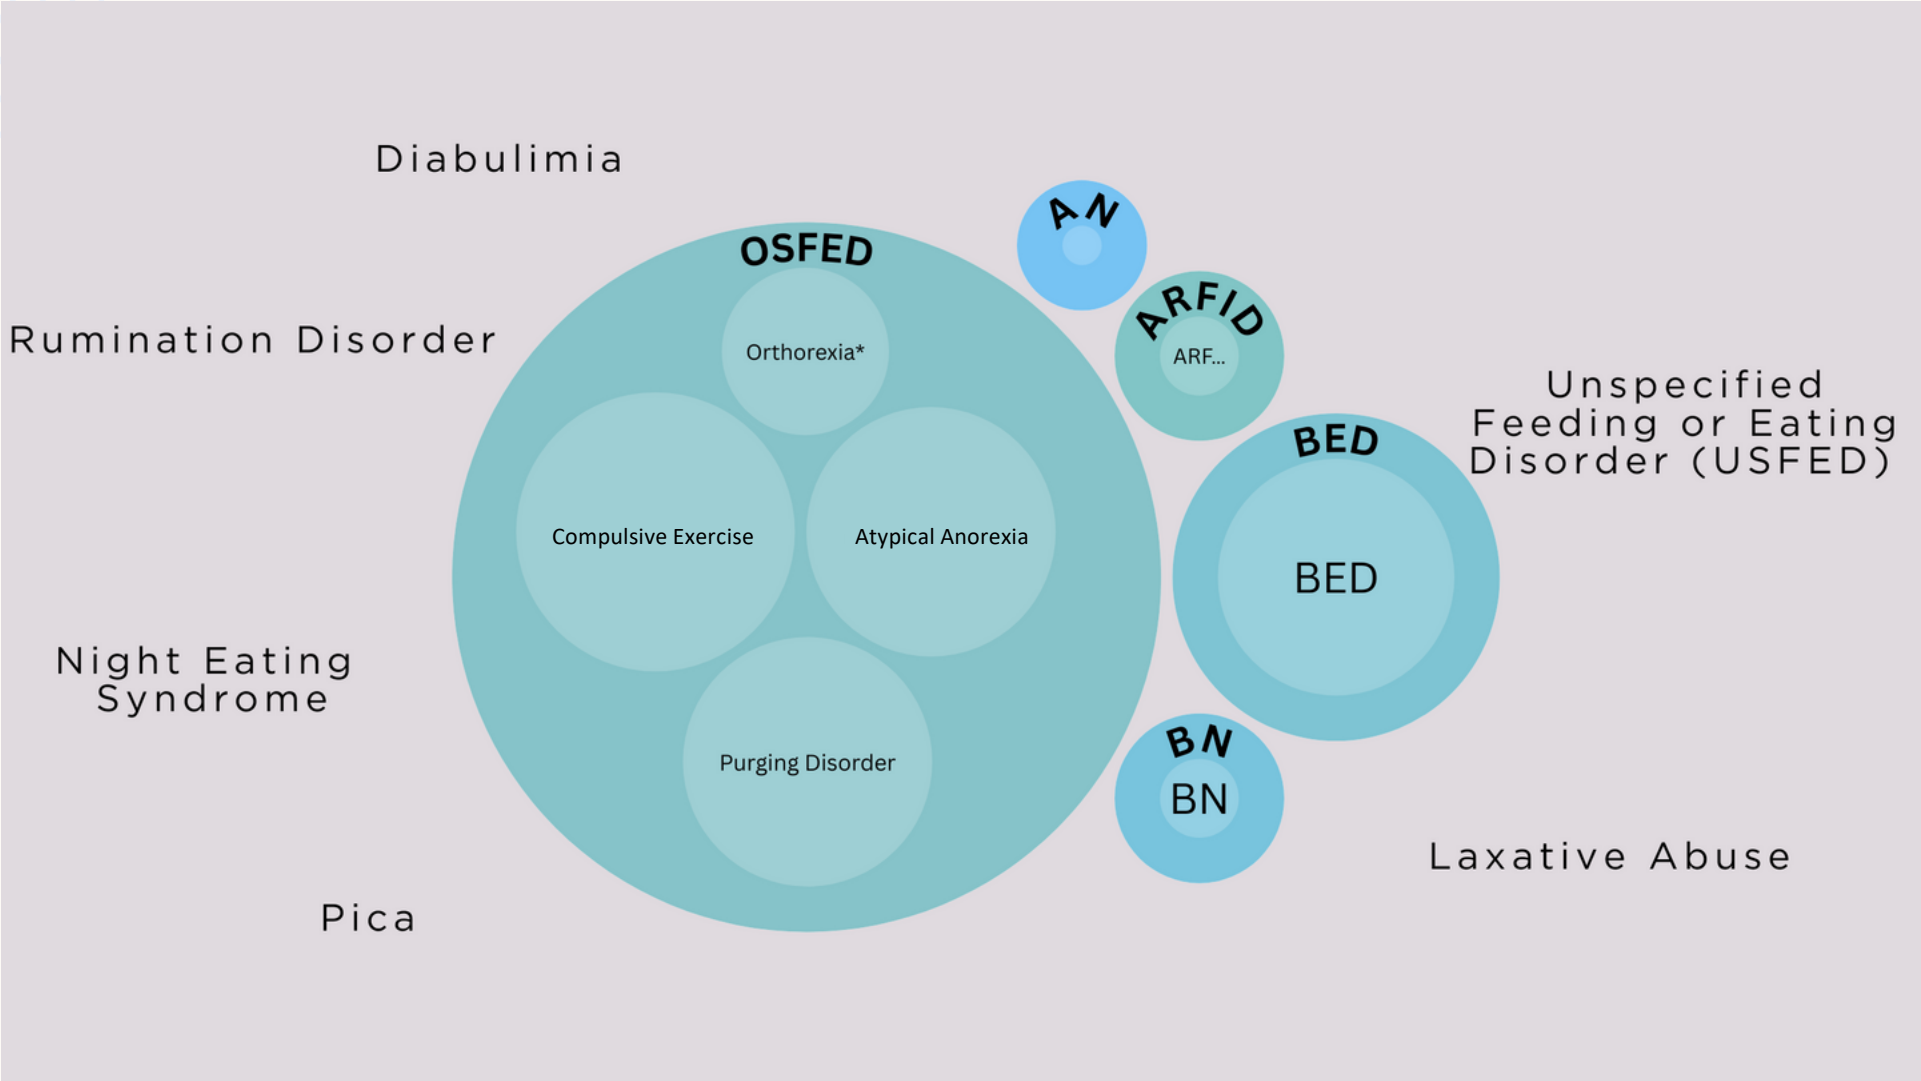 Diabulimia
AN
OSFED
ARFID
Rumination Disorder
Orthorexia*
ARF...
Unspecified
Feeding or Eating
Disorder (USFED)
BED
Compulsive Exercise
Atypical Anorexia
BED
Night Eating
Syndrome
Purging Disorder
BN
BN
Laxative Abuse
Pica